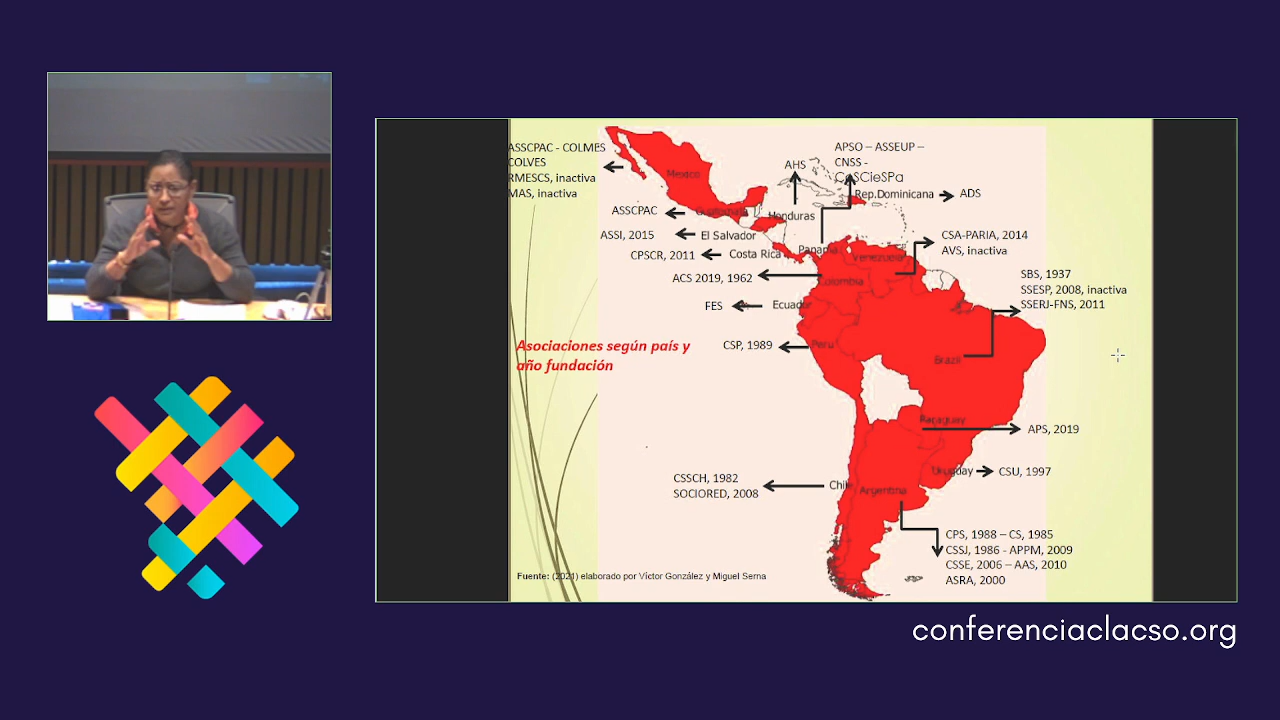 ASSCPAC - COLMES
COLVES
RMESCS, inactiva
MAS, inactiva
Mexico
AHS
APSO – ASSEUP –
CNSS -
CoSCieSPa
Rep.Dominicana
ADS
ASSCPAC
Guatemala
Honduras
ASSI, 2015
El Salvador
CPSCR, 2011
Costa Rica
Panama
Venezuela
CSA-PARIA, 2014
AVS, inactiva
ACS 2019, 1962
Colombia
SBS, 1937
SSESP, 2008, inactiva
SSERJ-FNS, 2011
FES
Ecuador
CSP, 1989
Peru
Brazil
Asociaciones según país y
año fundación
Paraguay
APS, 2019
Uruguay
CSU, 1997
CSSCH, 1982
SOCIORED, 2008
Chile
Argentina
CPS, 1988 – CS, 1985
CSSJ, 1986 - APPM, 2009
CSSE, 2006 – AAS, 2010
ASRA, 2000
Fuente: (2021) elaborado por Víctor González y Miguel Serna
conferenciaclacso.org